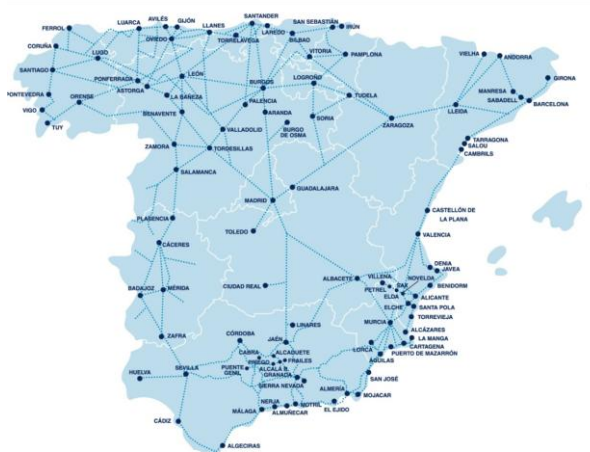 FERROL
LUARCA
AVILÉS
GIJÓN
LLANES
SANTANDER
SAN SEBASTIÁN
IRÚN
CORUÑA
LUGO
OVIEDO
TORRELAVEGA
LAREDO
BILBAO
SANTIAGO
VITORIA
PAMPLONA
VIELHA
ANDORRA
PONFERRADA
LEÓN
BURGOS
LOGROÑO
GIRONA
PONTEVEDRA
ORENSE
ASTORGA
LA BAÑEZA
TUDELA
MANRESA
SABADELL
VIGO
BENAVENTE
PALENCIA
ARANDA
SORIA
LLEIDA
BARCELONA
TUY
VALLADOLID
BURGO
DE OSMA
ZARAGOZA
ZAMORA
TORDESILLAS
TARRAGONA
SALOU
CAMBRILS
SALAMANCA
GUADALAJARA
MADRID
PLASENCIA
CASTELLÓN DE
LA PLANA
TOLEDO
VALENCIA
CÁCERES
BADAJOZ
MÉRIDA
CIUDAD REAL
ALBACETE
VILLENA
PETREL
SAX
ELDA
NOVELDA
DENIA
JAVEA
BENIDORM
ALICANTE
ELCHE
SANTA POLA
TORREVIEJA
ZAFRA
LINARES
MURCIA
ALCÁZARES
LA MANGA
CARTAGENA
PUERTO DE MAZARRÓN
CÓRDOBA
JAÉN
LORCA
ÁGUILAS
CABRA
ALCAUDETE
PRIEGO
FRAILES
HUELVA
SEVILLA
PUENTE
GENIL
ALCALÁ R.
GRANADA
SIERRA NEVADA
SAN JOSÉ
ALMERÍA
MOJACAR
NERJA
MOTRIL
EL EJIDO
MÁLAGA
ALMUÑECAR
CÁDIZ
ALGECIRAS